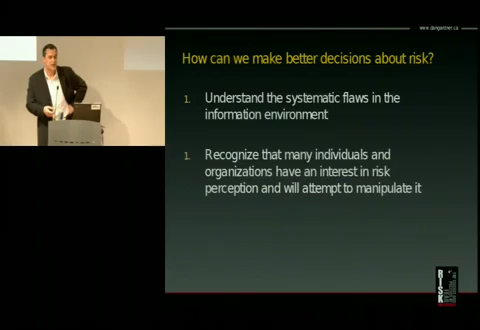 How can we make better decisions about risk?
1. Understand the systematic flaws in the
information environment
1. Recognize that many individuals and
organizations have an interest in risk
perception and will attempt to manipulate it
RISK